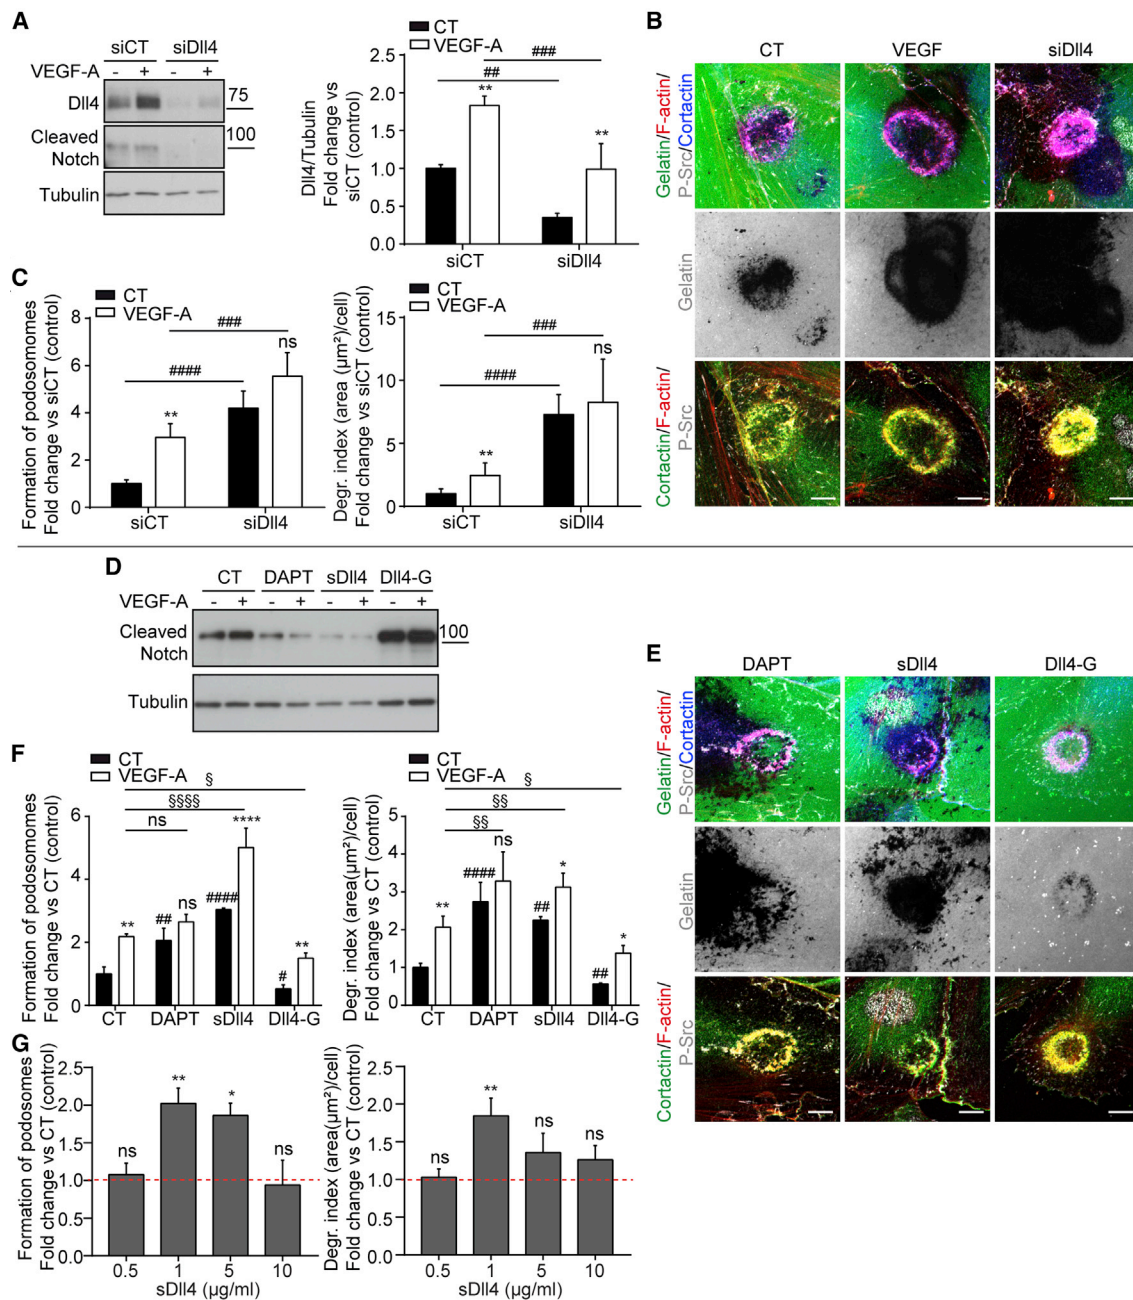 A
siCT siDll4
VEGF-A - + - +
Dll4 75
Cleaved
Notch 100
Tubulin
CT
VEGF-A
###
##
**
**
Dll4/Tubulin
Fold change vs
siCT (control)
2.5
2.0
1.5
1.0
0.5
0.0
siCT siDll4
B
CT VEGF siDll4
Gelatin/F-actin/
P-Src/Cortactin
Gelatin
Cortactin/F-actin/
P-Src
C
CT
VEGF-A
###
ns
####
**
Formation of podosomes
Fold change vs siCT (control)
6
4
2
0
siCT siDll4
CT
VEGF-A
###
ns
####
**
Degr. index (area (µm²)/cell
Fold change vs siCT (control)
15
10
5
0
siCT siDll4
D
CT DAPT sDll4 Dll4-G
VEGF-A - + - + - + - +
Cleaved
Notch 100
Tubulin
E
DAPT sDll4 Dll4-G
Gelatin/F-actin/
P-Src/Cortactin
Gelatin
Cortactin/F-actin/
P-Src
F
CT
VEGF-A
§
§§§§
ns
****
####
** ## ns
**
#
Formation of podosomes
Fold change vs CT (control)
6
4
2
0
CT DAPT sDll4 Dll4-G
CT
VEGF-A
§
§§
§§
ns
####
*
** ##
*
##
Degr. index (area(µm²)/cell
Fold change vs CT (control)
5
4
3
2
1
0
CT DAPT sDll4 Dll4-G
G
Formation of podosomes
Fold change vs CT (control)
2.5
2.0
1.5
1.0
0.5
0.0
ns ** * ns
0.5 1 5 10
sDll4 (µg/ml)
Degr. index (area(µm²)/cell
Fold change vs CT (control)
2.5
2.0
1.5
1.0
0.5
0.0
ns ** ns ns
0.5 1 5 10
sDll4 (µg/ml)